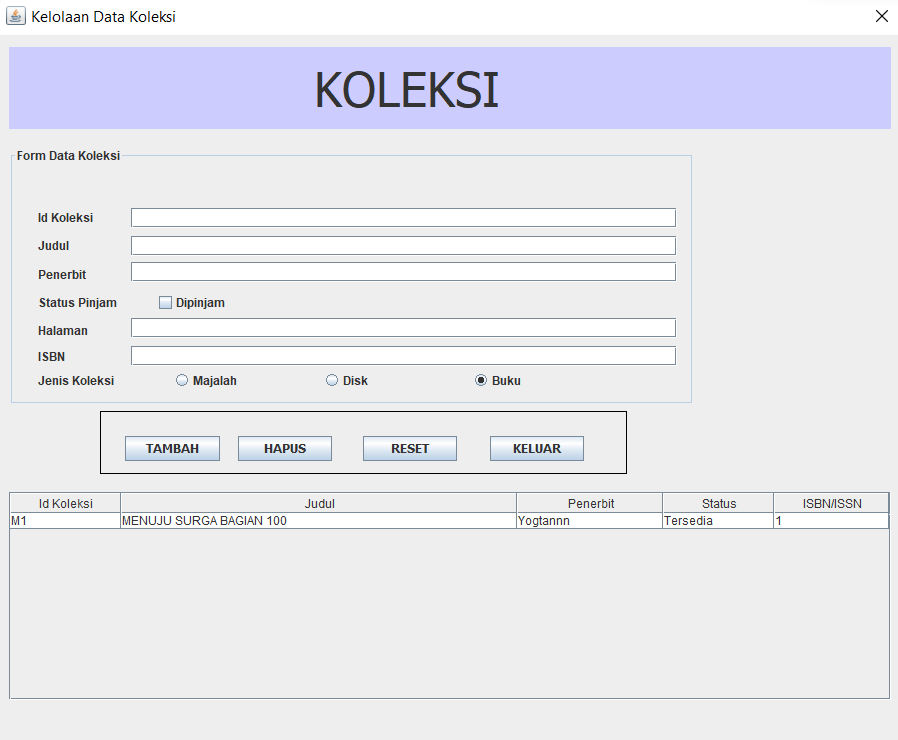 Kelolaan Data Koleksi
KOLEKSI
Form Data Koleksi
Id Koleksi
Judul
Penerbit
Status Pinjam Dipinjam
Halaman
ISBN
Jenis Koleksi Majalah Disk Buku
TAMBAH HAPUS RESET KELUAR
Id Koleksi Judul Penerbit Status ISBN/ISSN
M1 MENUJU SURGA BAGIAN 100 Yogtannn Tersedia 1